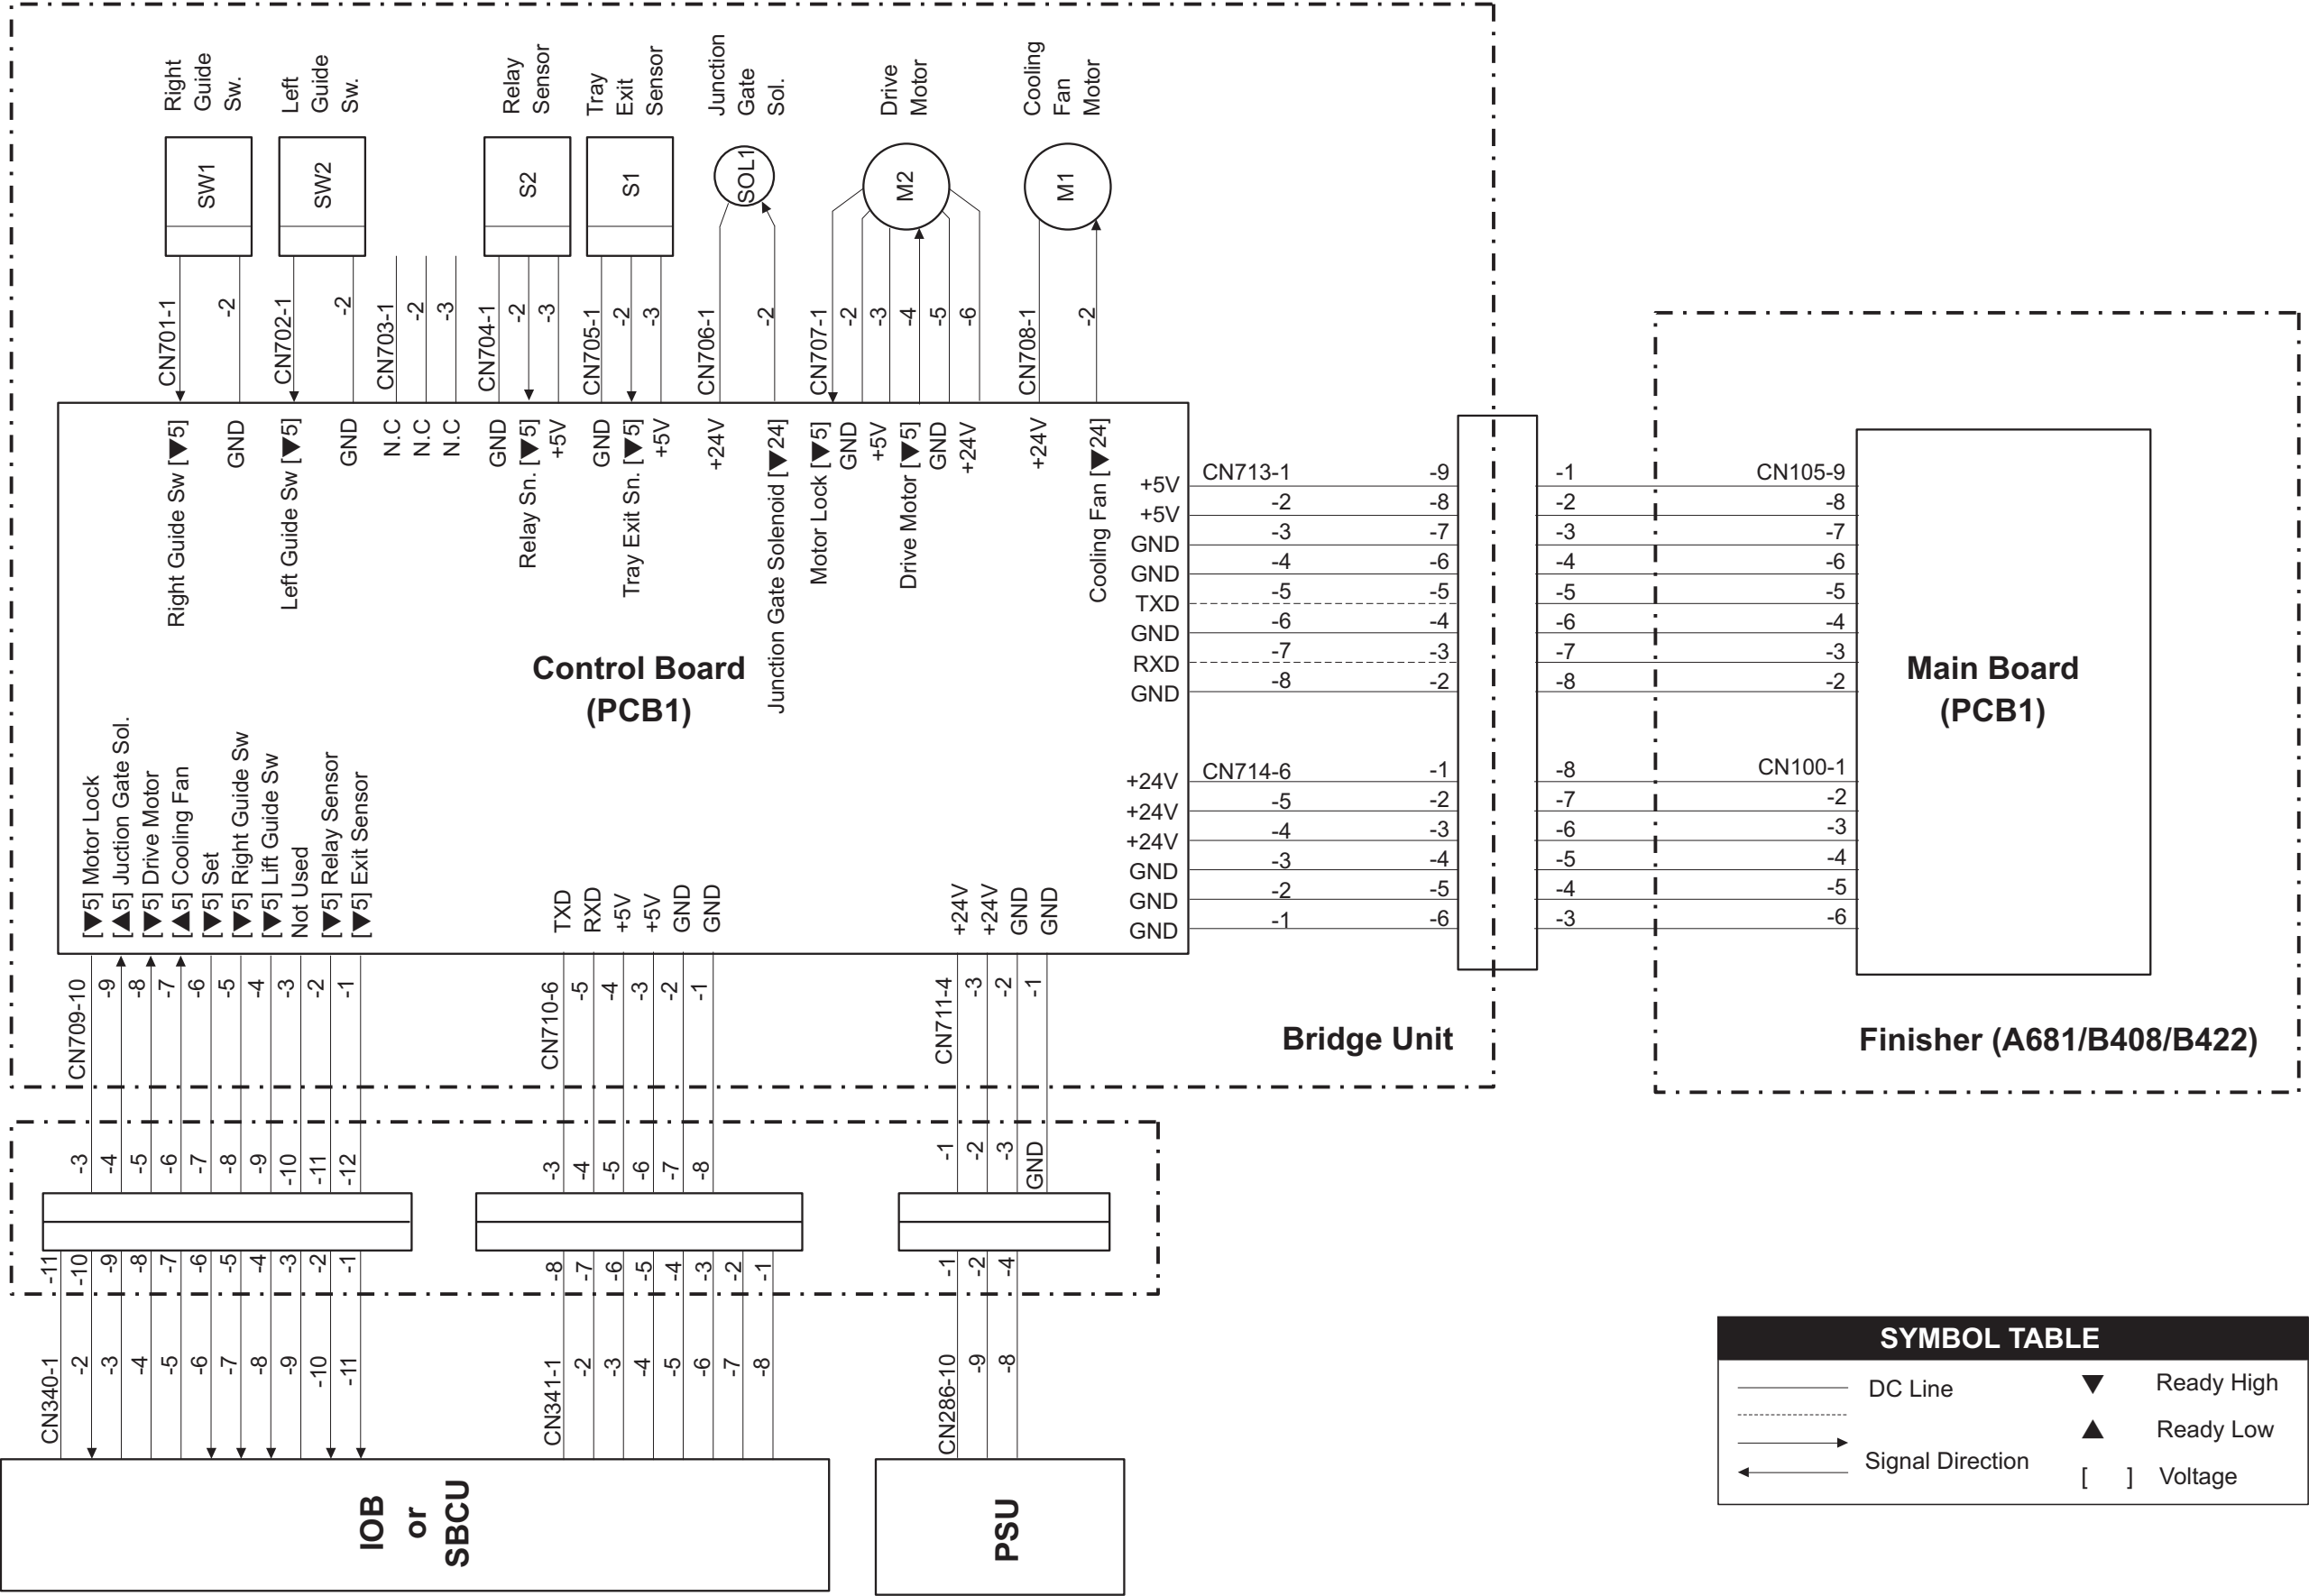 Right
Guide
Sw.
Left
Guide
Sw.
Relay
Sensor
Tray
Exit
Sensor
Junction
Gate
Sol.
Drive
Motor
Cooling
Fan
Motor
SW1
SW2
S2
S1
SOL1
M2
M1
CN701-1
-2
CN702-1
-2
CN703-1
-2
-3
CN704-1
-2
-3
CN705-1
-2
-3
CN706-1
-2
CN707-1
-2
-3
-4
-5
-6
CN708-1
-2
Right Guide Sw [▼5]
GND
Left Guide Sw [▼5]
GND
N.C
N.C
N.C
GND
Relay Sn. [▼5]
+5V
GND
Tray Exit Sn. [▼5]
+5V
+24V
Junction Gate Solenoid [▼24]
Motor Lock [▼5]
GND
+5V
Drive Motor [▼5]
GND
+24V
+24V
Cooling Fan [▼24]
+5V CN713-1 -9 -1 CN105-9
+5V -2 -8 -2 -8
GND -3 -7 -3 -7
GND -4 -6 -4 -6
TXD -5 -5 -5 -5
GND -6 -4 -6 -4
RXD -7 -3 -7 -3
GND -8 -2 -8 -2
Control Board
(PCB1)
Main Board
(PCB1)
+24V CN714-6 -1 -8 CN100-1
+24V -5 -2 -7 -2
+24V -4 -3 -6 -3
GND -3 -4 -5 -4
GND -2 -5 -4 -5
GND -1 -6 -3 -6
[▼5] Motor Lock
[▲5] Juction Gate Sol.
[▼5] Drive Motor
[▲5] Cooling Fan
[▼5] Set
[▼5] Right Guide Sw
[▼5] Lift Guide Sw
Not Used
[▼5] Relay Sensor
[▼5] Exit Sensor
TXD
RXD
+5V
+5V
GND
GND
+24V
+24V
GND
GND
CN709-10
-9
-8
-7
-6
-5
-4
-3
-2
-1
CN710-6
-5
-4
-3
-2
-1
CN711-4
-3
-2
-1
Bridge Unit
Finisher (A681/B408/B422)
-3
-4
-5
-6
-7
-8
-9
-10
-11
-12
-3
-4
-5
-6
-7
-8
-1
-2
-3
GND
-11
-10
-9
-8
-7
-6
-5
-4
-3
-2
-1
-8
-7
-6
-5
-4
-3
-2
-1
-1
-2
-4
CN340-1
-2
-3
-4
-5
-6
-7
-8
-9
-10
-11
CN341-1
-2
-3
-4
-5
-6
-7
-8
CN286-10
-9
-8
IOB
or
SBCU
PSU
SYMBOL TABLE
DC Line
Signal Direction
▼ Ready High
▲ Ready Low
[ ] Voltage